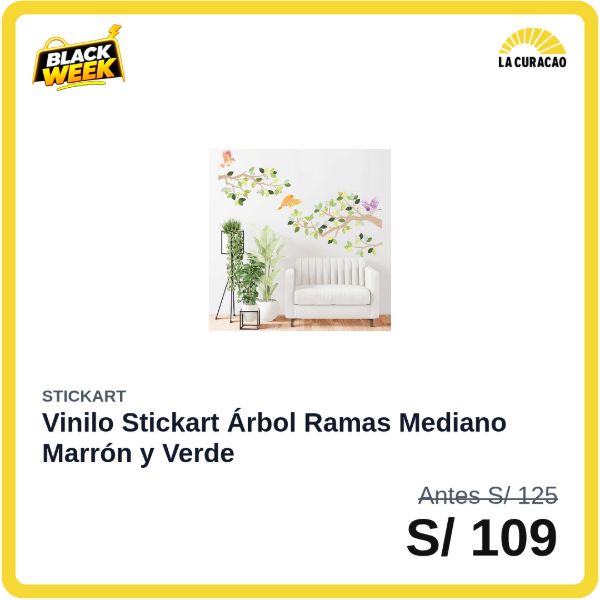 BLACK
WEEK
LA CURACAO
STICKART
Vinilo Stickart Árbol Ramas Mediano
Marrón y Verde
Antes S/ 125
S/ 109